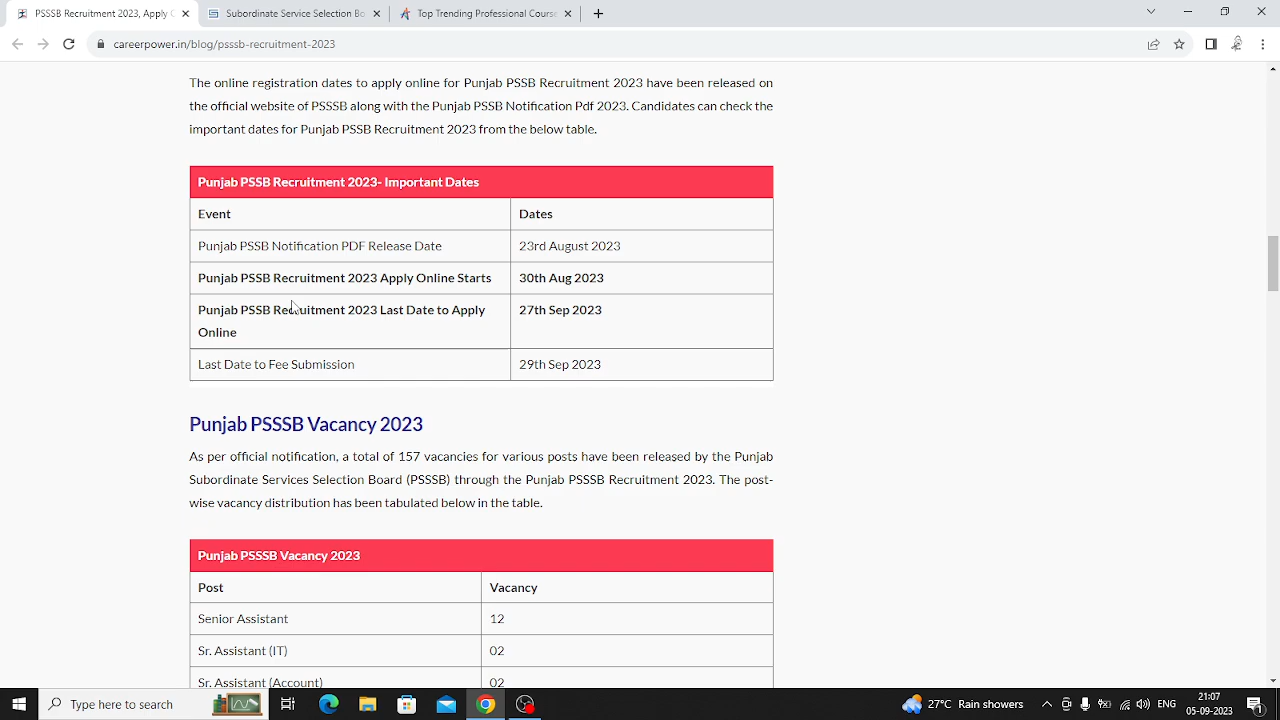 PSSSB Recruitment 2023, Apply
Subordinate Service Selection Bo
Top Trending Professional Course
careerpower.in/blog/psssb-recruitment-2023
The online registration dates to apply online for Punjab PSSB Recruitment 2023 have been released on
the official website of PSSSB along with the Punjab PSSB Notification Pdf 2023. Candidates can check the
important dates for Punjab PSSB Recruitment 2023 from the below table.
Punjab PSSB Recruitment 2023- Important Dates
Event Dates
Punjab PSSB Notification PDF Release Date 23rd August 2023
Punjab PSSB Recruitment 2023 Apply Online Starts 30th Aug 2023
Punjab PSSB Recruitment 2023 Last Date to Apply 27th Sep 2023
Online
Last Date to Fee Submission 29th Sep 2023
Punjab PSSSB Vacancy 2023
As per official notification, a total of 157 vacancies for various posts have been released by the Punjab
Subordinate Services Selection Board (PSSSB) through the Punjab PSSSB Recruitment 2023. The post-
wise vacancy distribution has been tabulated below in the table.
Punjab PSSSB Vacancy 2023
Post Vacancy
Senior Assistant 12
Sr. Assistant (IT) 02
Sr. Assistant (Account) 02
Type here to search
27°C Rain showers
ENG
21:07
05-09-2023
1